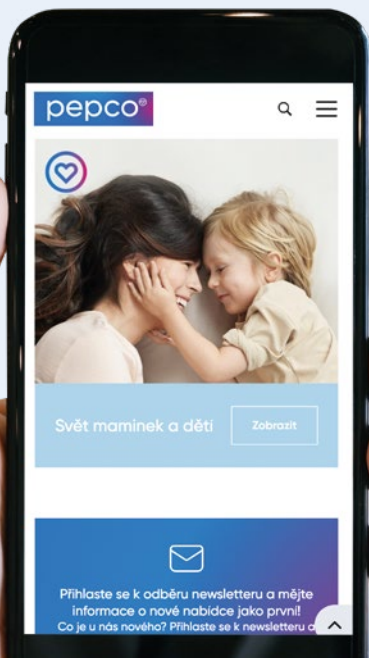 pepco®
Svět maminek a dětí
Zobrazit
Přihlaste se k odběru newsletteru a mějte
informace o nové nabídce jako první!
Co je u nás nového? Přihlaste se k newsletteru a